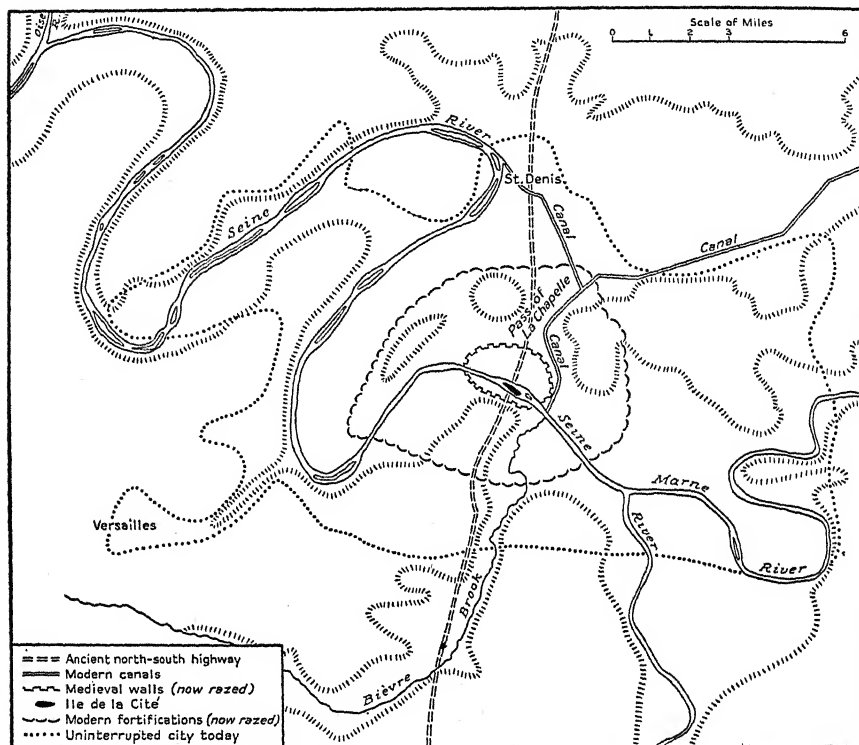 Oise
R.
Scale of Miles
0 1 2 3 6
River
St. Denis
Seine
Canal
Canal
Pass of
La Chapelle
Canal
Seine
Marne
River
River
Versailles
Brook
Bièvre
Ancient north-south highway
Modern canals
Medieval walls (now razed)
Ile de la Cité
Modern fortifications (now razed)
Uninterrupted city today